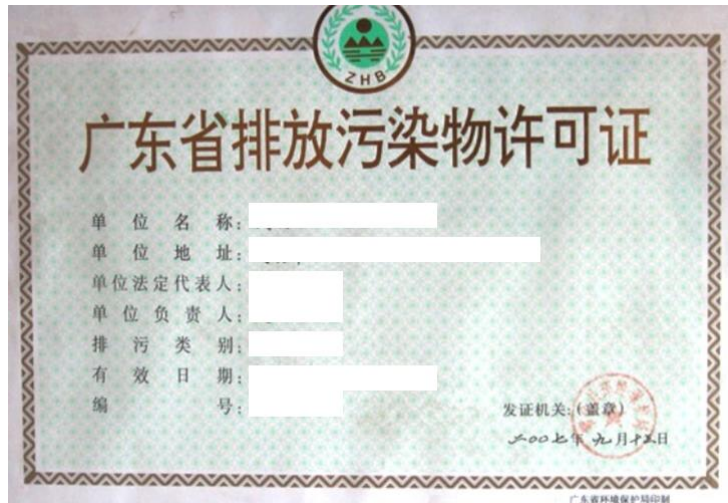 ZHB
广东省排放污染物许可证
单位名称:
单位地址:
单位法定代表人:
单位负责人:
排污类别:
有效日期:
编号:
发证机关:(盖章)
二00七年九月十三日
广东省环境保护局印制